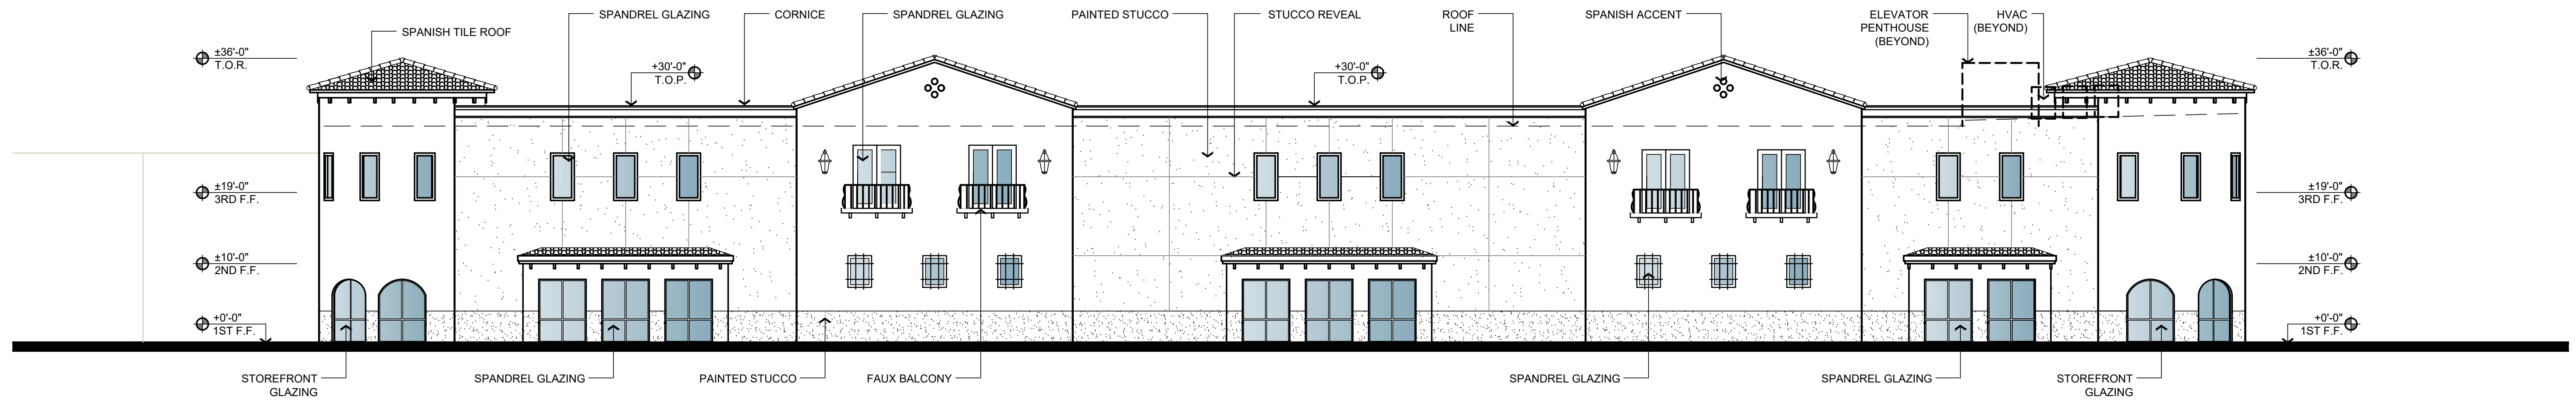 SPANDREL GLAZING
CORNICE
SPANDREL GLAZING
PAINTED STUCCO
STUCCO REVEAL
ROOF
LINE
SPANISH ACCENT
ELEVATOR
PENTHOUSE
(BEYOND)
HVAC
(BEYOND)
SPANISH TILE ROOF
±36'-0"
T.O.R.
+30'-0"
T.O.P.
+30'-0"
T.O.P.
±36'-0"
T.O.R.
±19'-0"
3RD F.F.
±19'-0"
3RD F.F.
±10'-0"
2ND F.F.
±10'-0"
2ND F.F.
+0'-0"
1ST F.F.
+0'-0"
1ST F.F.
STOREFRONT
GLAZING
SPANDREL GLAZING
PAINTED STUCCO
FAUX BALCONY
SPANDREL GLAZING
SPANDREL GLAZING
STOREFRONT
GLAZING